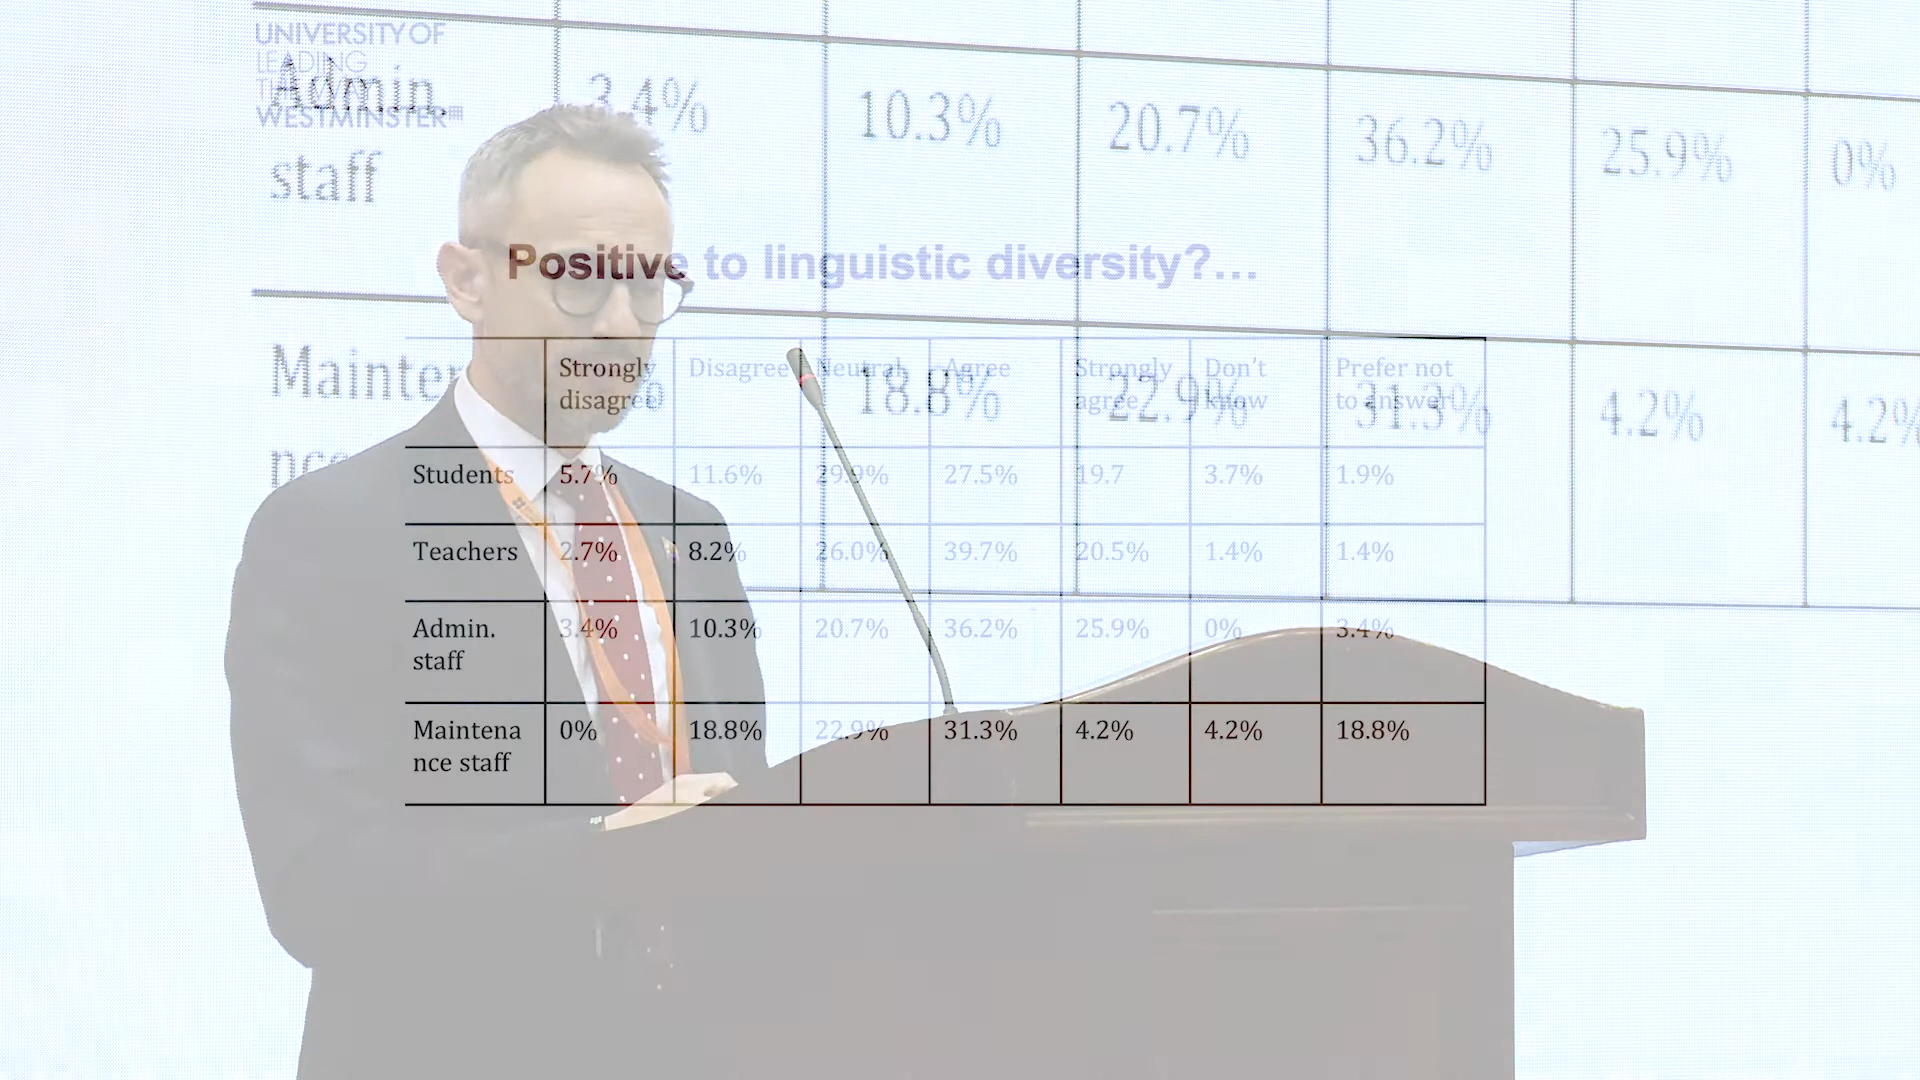 UNIVERSITY OF
LEADING
THE WAY
WESTMINSTER
Admin.
staff
3.4%
10.3%
20.7%
36.2%
25.9%
0%
18.8%
22.9%
31.3%
4.2%
4.2%
Positive to linguistic diversity?...
Strongly disagree Disagree Neutral Agree Strongly agree Don't know Prefer not to answer
Students 5.7% 11.6% 29.9% 27.5% 19.7 3.7% 1.9%
Teachers 2.7% 8.2% 26.0% 39.7% 20.5% 1.4% 1.4%
Admin. staff 3.4% 10.3% 20.7% 36.2% 25.9% 0% 3.4%
Maintena nce staff 0% 18.8% 22.9% 31.3% 4.2% 4.2% 18.8%